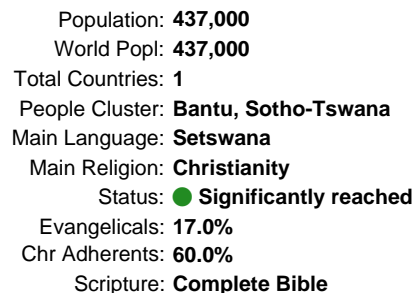 Population: 437,000
World Popl: 437,000
Total Countries: 1
People Cluster: Bantu, Sotho-Tswana
Main Language: Setswana
Main Religion: Christianity
Status: Significantly reached
Evangelicals: 17.0%
Chr Adherents: 60.0%
Scripture: Complete Bible